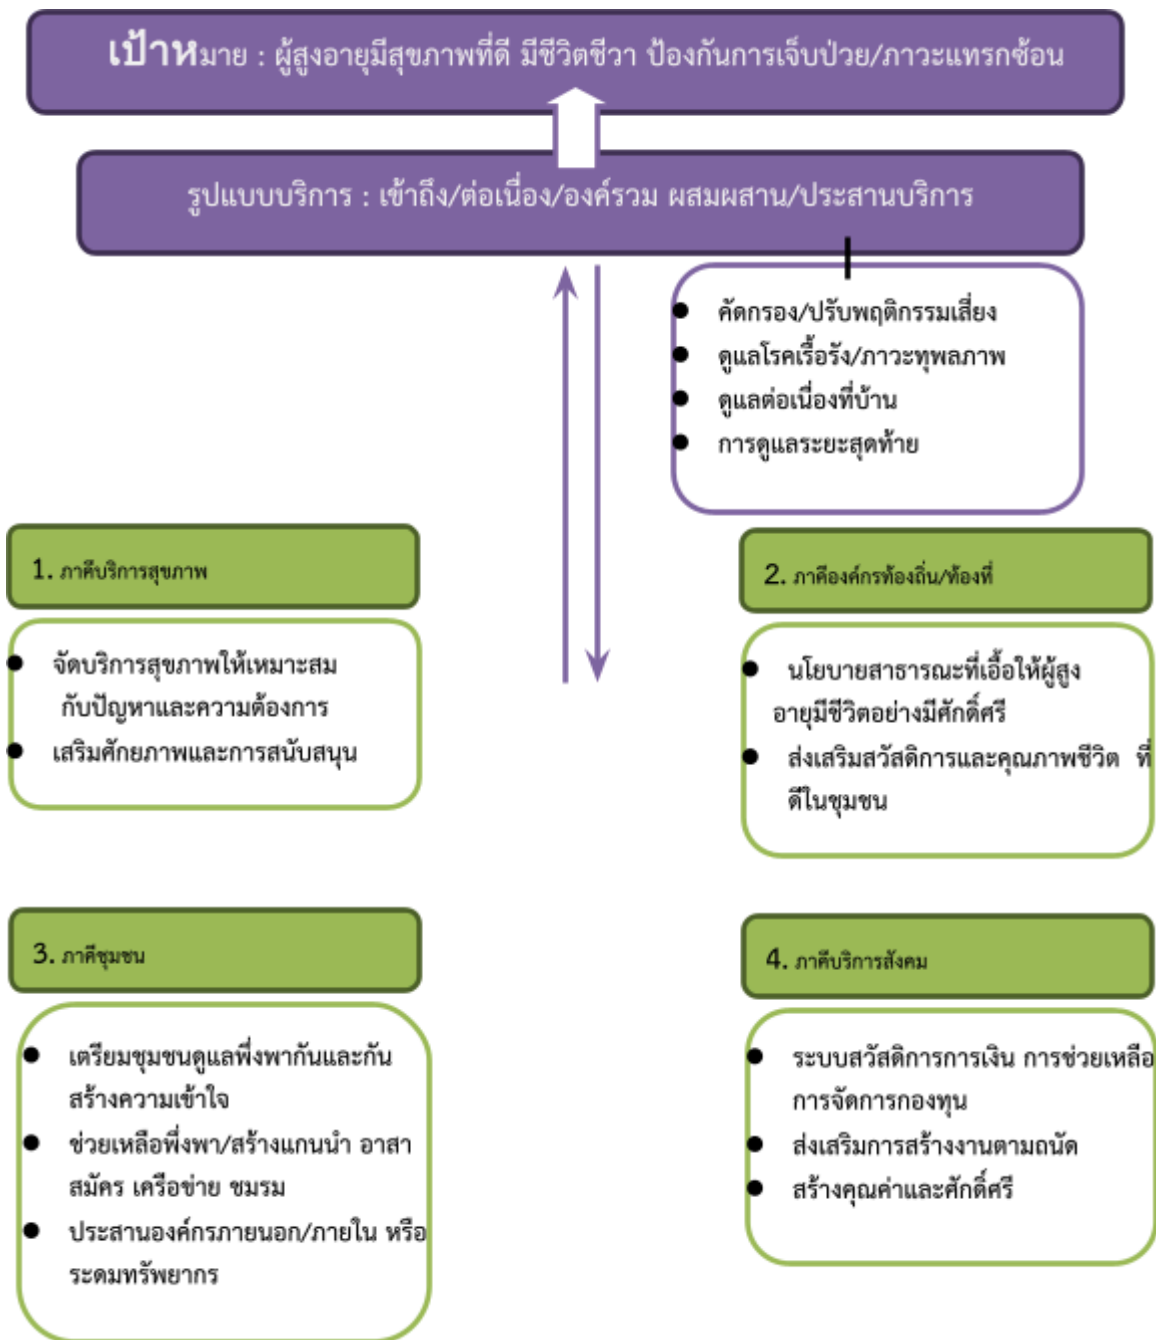 เป้าหมาย : ผู้สูงอายุมีสุขภาพที่ดี มีชีวิตชีวา ป้องกันการเจ็บป่วย/ภาวะแทรกซ้อน
รูปแบบบริการ : เข้าถึง/ต่อเนื่อง/องค์รวม ผสมผสาน/ประสานบริการ
● คัดกรอง/ปรับพฤติกรรมเสี่ยง
● ดูแลโรคเรื้อรัง/ภาวะทุพลภาพ
● ดูแลต่อเนื่องที่บ้าน
● การดูแลระยะสุดท้าย
1. ภาคีบริการสุขภาพ
● จัดบริการสุขภาพให้เหมาะสม
กับปัญหาและความต้องการ
● เสริมศักยภาพและการสนับสนุน
2. ภาคีองค์กรท้องถิ่น/ท้องที่
● นโยบายสาธารณะที่เอื้อให้ผู้สูง
อายุมีชีวิตอย่างมีศักดิ์ศรี
● ส่งเสริมสวัสดิการและคุณภาพชีวิต ที่
ดีในชุมชน
3. ภาคีชุมชน
● เตรียมชุมชนดูแลพึ่งพากันและกัน
สร้างความเข้าใจ
● ช่วยเหลือพึ่งพา/สร้างแกนนำ อาสา
สมัคร เครือข่าย ชมรม
● ประสานองค์กรภายนอก/ภายใน หรือ
ระดมทรัพยากร
4. ภาคีบริการสังคม
● ระบบสวัสดิการการเงิน การช่วยเหลือ
การจัดการกองทุน
● ส่งเสริมการสร้างงานตามถนัด
● สร้างคุณค่าและศักดิ์ศรี